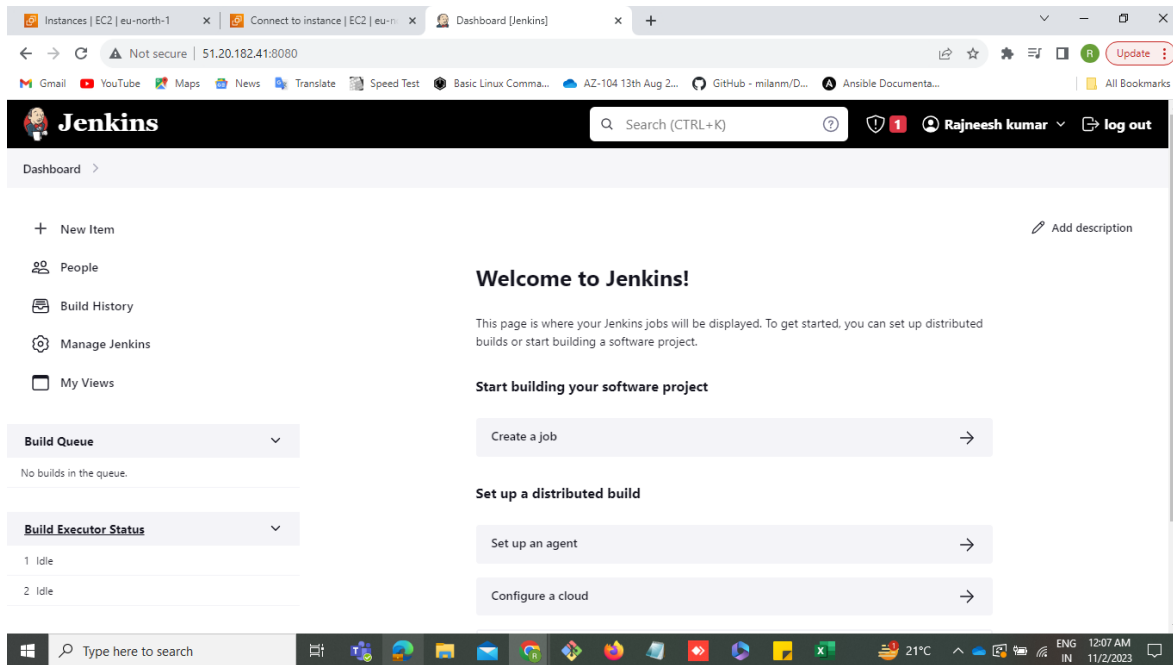 Instances | EC2 | eu-north-1
Connect to instance | EC2 | eu-n
Dashboard [Jenkins]
Not secure | 51.20.182.41:8080
R
Update
Gmail
YouTube
Maps
News
Translate
Speed Test
Basic Linux Comma...
AZ-104 13th Aug 2...
GitHub - milanm/D...
Ansible Documenta...
All Bookmarks
Jenkins
Search (CTRL+K)
1
Rajneesh kumar
log out
Dashboard
New Item
People
Build History
Manage Jenkins
My Views
Build Queue
No builds in the queue.
Build Executor Status
1 Idle
2 Idle
Add description
Welcome to Jenkins!
This page is where your Jenkins jobs will be displayed. To get started, you can set up distributed
builds or start building a software project.
Start building your software project
Create a job
Set up a distributed build
Set up an agent
Configure a cloud
Type here to search
21°C
ENG
IN
12:07 AM
11/2/2023